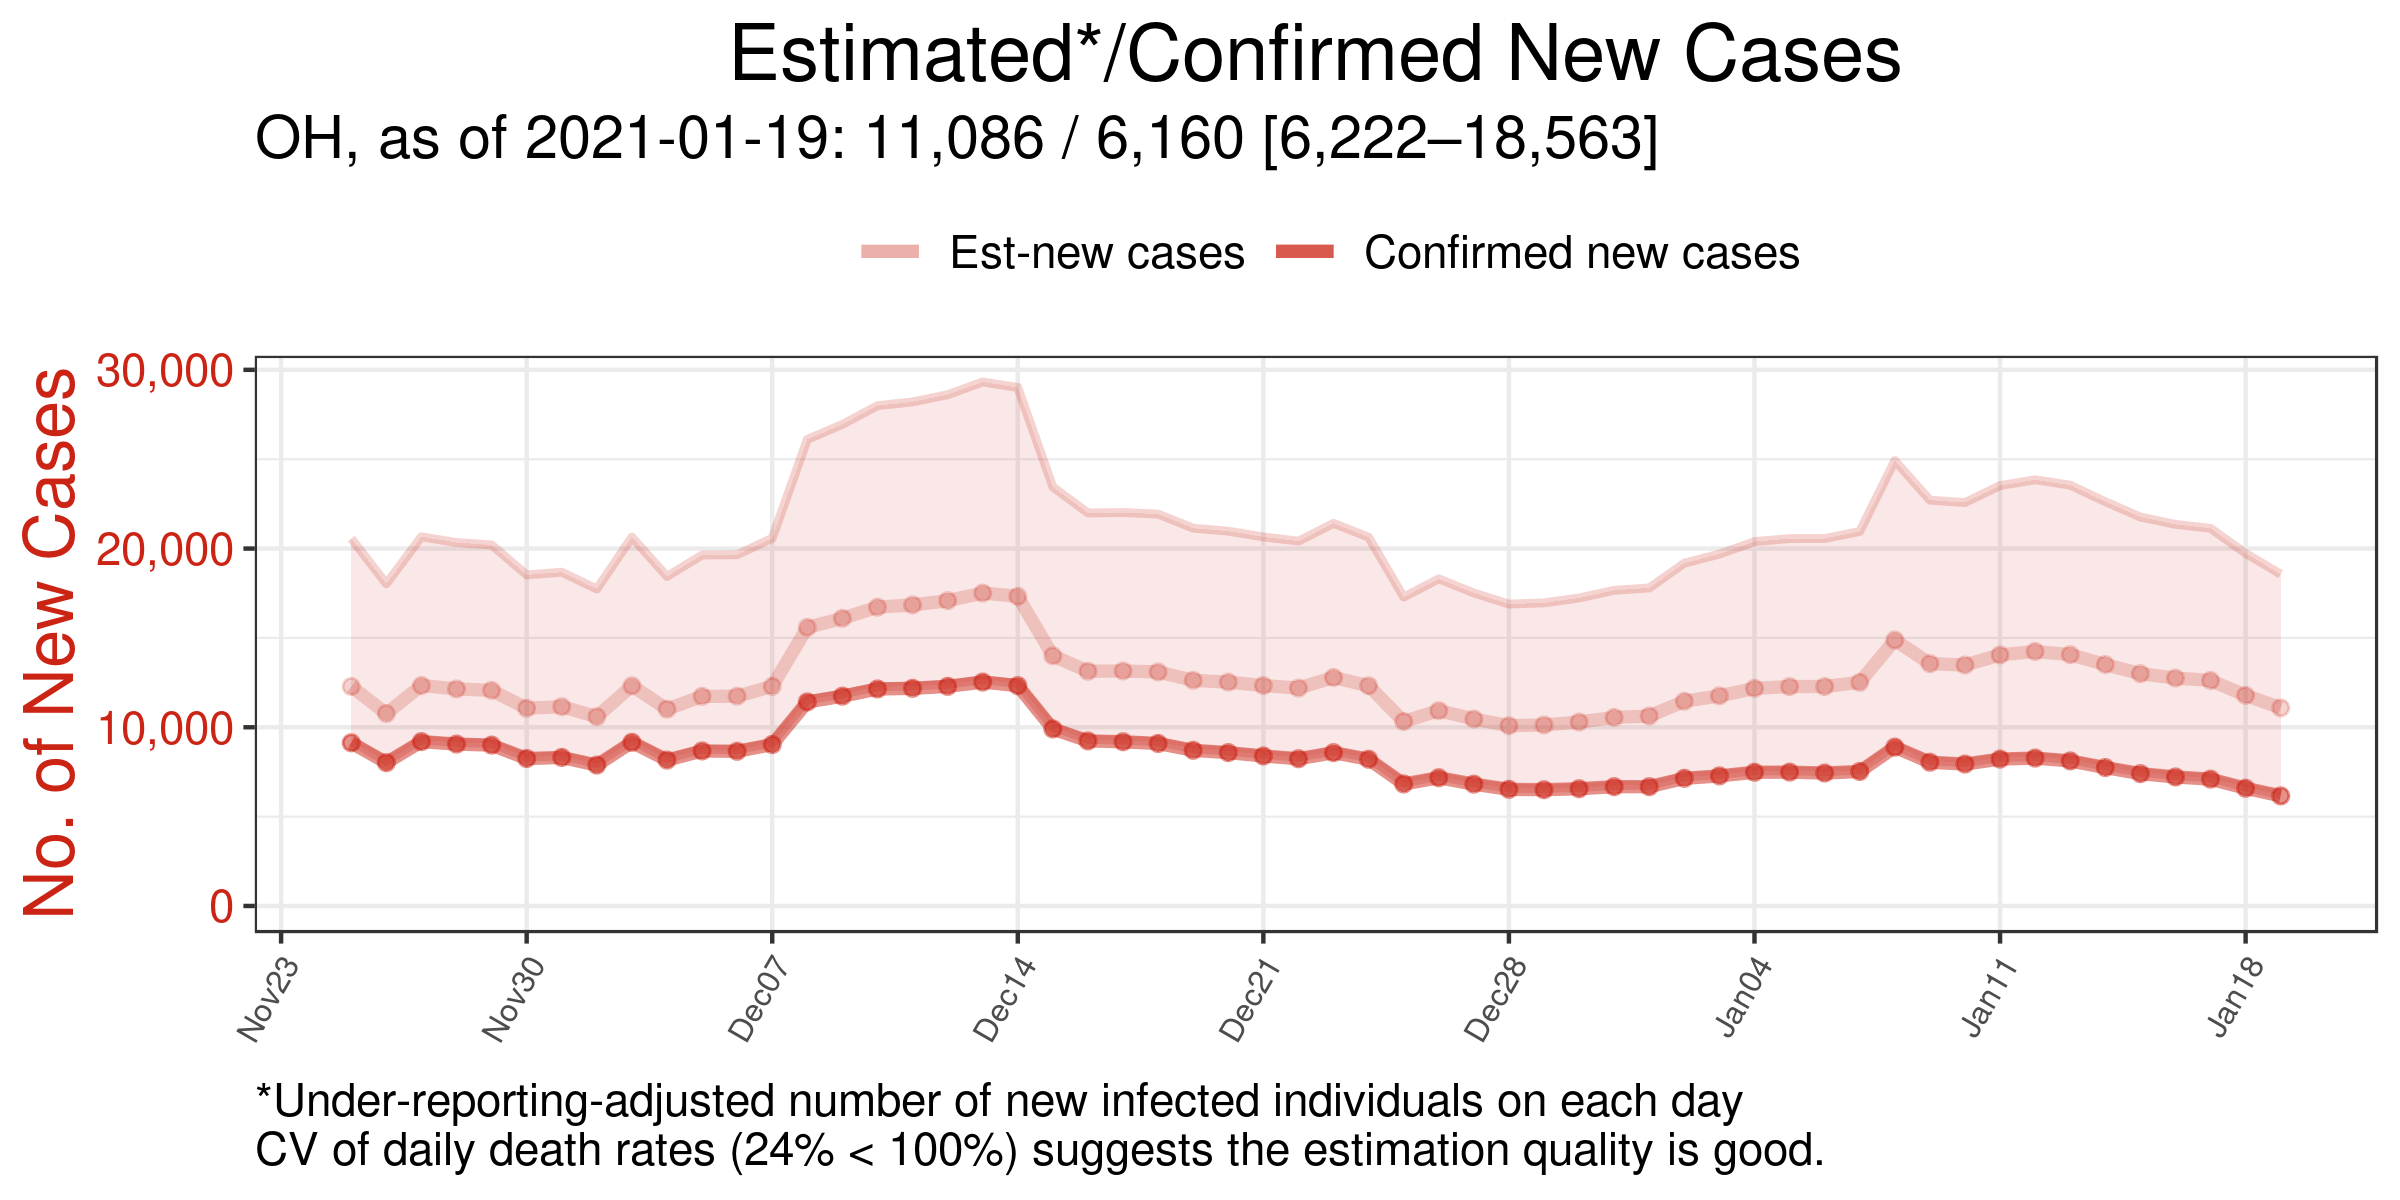 Estimated*/Confirmed New Cases
OH, as of 2021-01-19: 11,086 / 6,160 [6,222–18,563]
Est-new cases
Confirmed new cases
No. of New Cases
30,000
20,000
10,000
0
Nov23
Nov30
Dec07
Dec14
Dec21
Dec28
Jan04
Jan11
Jan18
*Under-reporting-adjusted number of new infected individuals on each day
CV of daily death rates (24% < 100%) suggests the estimation quality is good.